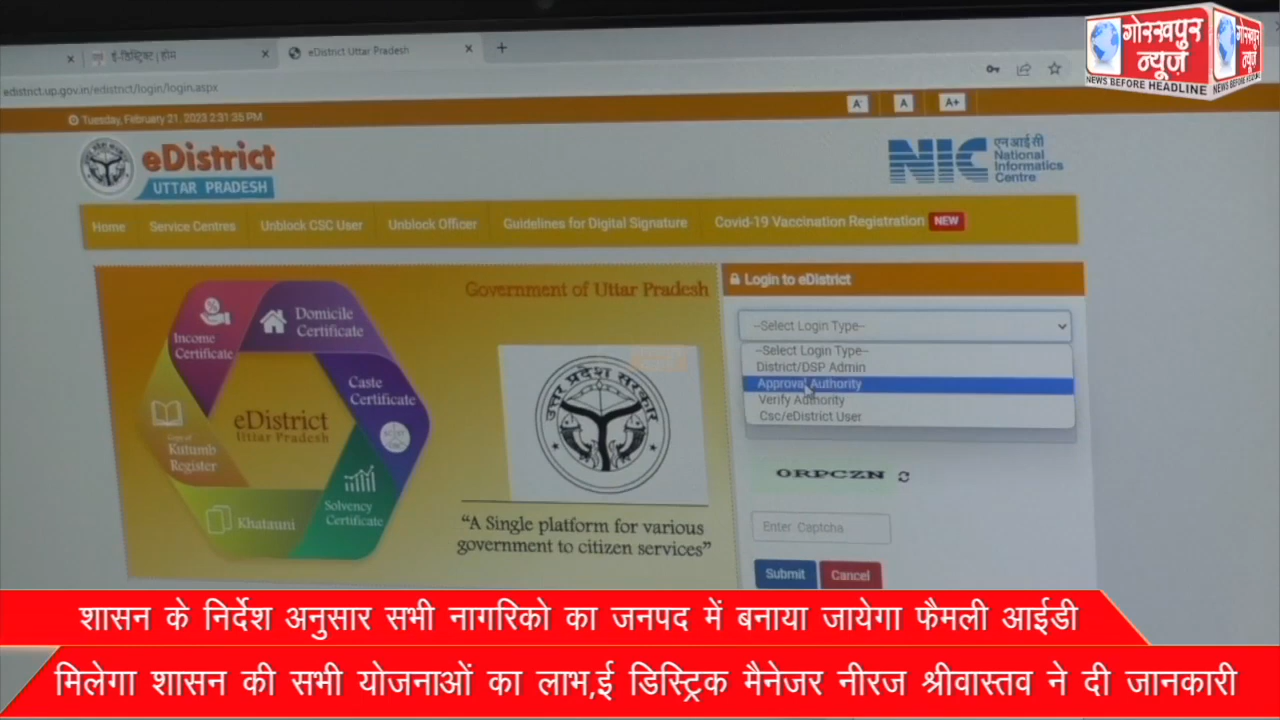 ई-डिस्ट्रिक्ट | होम
eDistrict Uttar Pradesh
edistrict.up.gov.in/edistrict/login/login.aspx
गोरखपुर न्यूज़
गोरखपुर न्यूज़
NEWS BEFORE HEADLINE
Tuesday, February 21, 2023 2:31:35 PM
A- A A+
eDistrict
UTTAR PRADESH
NIC
एन आई सी
National
Informatics
Centre
Home Service Centres Unblock CSC User Unblock Officer Guidelines for Digital Signature Covid-19 Vaccination Registration NEW
Government of Uttar Pradesh
Income
Certificate
Domicile
Certificate
Caste
Certificate
Kutumb
Register
Khatauni
Solvency
Certificate
eDistrict
Uttar Pradesh
उत्तर प्रदेश सरकार
“A Single platform for various
government to citizen services”
Login to eDistrict
--Select Login Type--
--Select Login Type--
District/DSP Admin
Approval Authority
Verify Authority
Csc/eDistrict User
ORPCZN
Enter Captcha
Submit Cancel
शासन के निर्देश अनुसार सभी नागरिको का जनपद में बनाया जायेगा फैमली आईडी
मिलेगा शासन की सभी योजनाओं का लाभ,ई डिस्ट्रिक मैनेजर नीरज श्रीवास्तव ने दी जानकारी